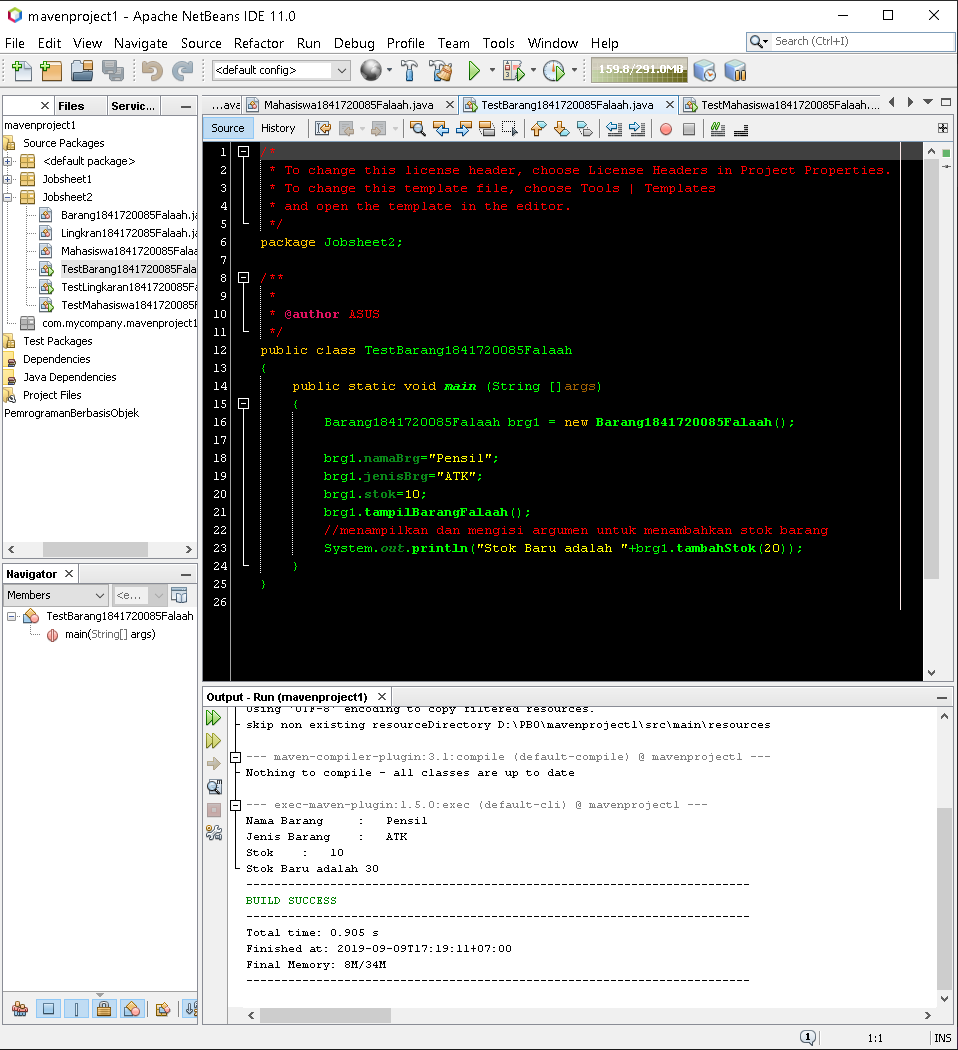 mavenproject1 - Apache NetBeans IDE 11.0
File Edit View Navigate Source Refactor Run Debug Profile Team Tools Window Help
Search (Ctrl+I)
<default config>
159.8/291.0MB
Files
Servic...
mavenproject1
Source Packages
<default package>
Jobsheet1
Jobsheet2
Barang1841720085Falaah.ja
Lingkran1841720085Falaah.ja
Mahasiswa1841720085Falaa
TestBarang1841720085Fala
TestLingkaran1841720085F
TestMahasiswa1841720085F
com.mycompany.mavenproject1
Test Packages
Dependencies
Java Dependencies
Project Files
PemrogramanBerbasisObjek
...ava
Mahasiswa1841720085Falaah.java
TestBarang1841720085Falaah.java
TestMahasiswa1841720085Falaah....
Source
History
1 /*
2 * To change this license header, choose License Headers in Project Properties.
3 * To change this template file, choose Tools | Templates
4 * and open the template in the editor.
5 */
6 package Jobsheet2;
7
8 /**
9 *
10 * @author ASUS
11 */
12 public class TestBarang1841720085Falaah
13 {
14 public static void main (String []args)
15 {
16 Barang1841720085Falaah brg1 = new Barang1841720085Falaah();
17
18 brg1.namaBrg="Pensil";
19 brg1.jenisBrg="ATK";
20 brg1.stok=10;
21 brg1.tampilBarangFalaah();
22 //menampilkan dan mengisi argumen untuk menambahkan stok barang
23 System.out.println("Stok Baru adalah "+brg1.tambahStok(20));
24 }
25 }
26
Navigator
Members
<e...
TestBarang1841720085Falaah
main(String[] args)
Output - Run (mavenproject1)
Using 'UTF-8' encoding to copy filtered resources.
skip non existing resourceDirectory D:\PBO\mavenproject1\src\main\resources
--- maven-compiler-plugin:3.1:compile (default-compile) @ mavenproject1 ---
Nothing to compile - all classes are up to date
--- exec-maven-plugin:1.5.0:exec (default-cli) @ mavenproject1 ---
Nama Barang : Pensil
Jenis Barang : ATK
Stok : 10
Stok Baru adalah 30
------------------------------------------------------------------------
BUILD SUCCESS
------------------------------------------------------------------------
Total time: 0.905 s
Finished at: 2019-09-09T17:19:11+07:00
Final Memory: 8M/34M
------------------------------------------------------------------------
1
1:1
INS